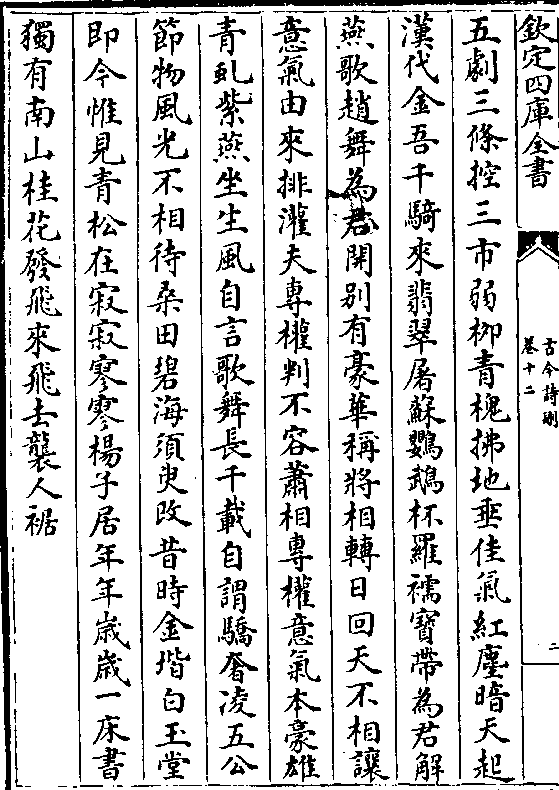 欽定四庫全書
古今詩刪
卷十二
二
五劇三條控三市弱栁青槐拂地垂佳氣紅塵暗天起
漢代金吾千騎來翡翠屠蘇鸚鵡杯羅襦寶帶為君解
燕歌趙舞為君開别有豪華稱將相轉日回天不相讓
意氣由來排灌夫專權判不容蕭相專權意氣本豪雄
青虬紫燕坐生風自言歌舞長千載自謂驕奢凌五公
節物風光不相待桑田碧海須臾改昔時金堦白玉堂
即今惟見青松在寂寂寥寥楊子居年年歲歲一床書
獨有南山桂花發飛來飛去襲人裾